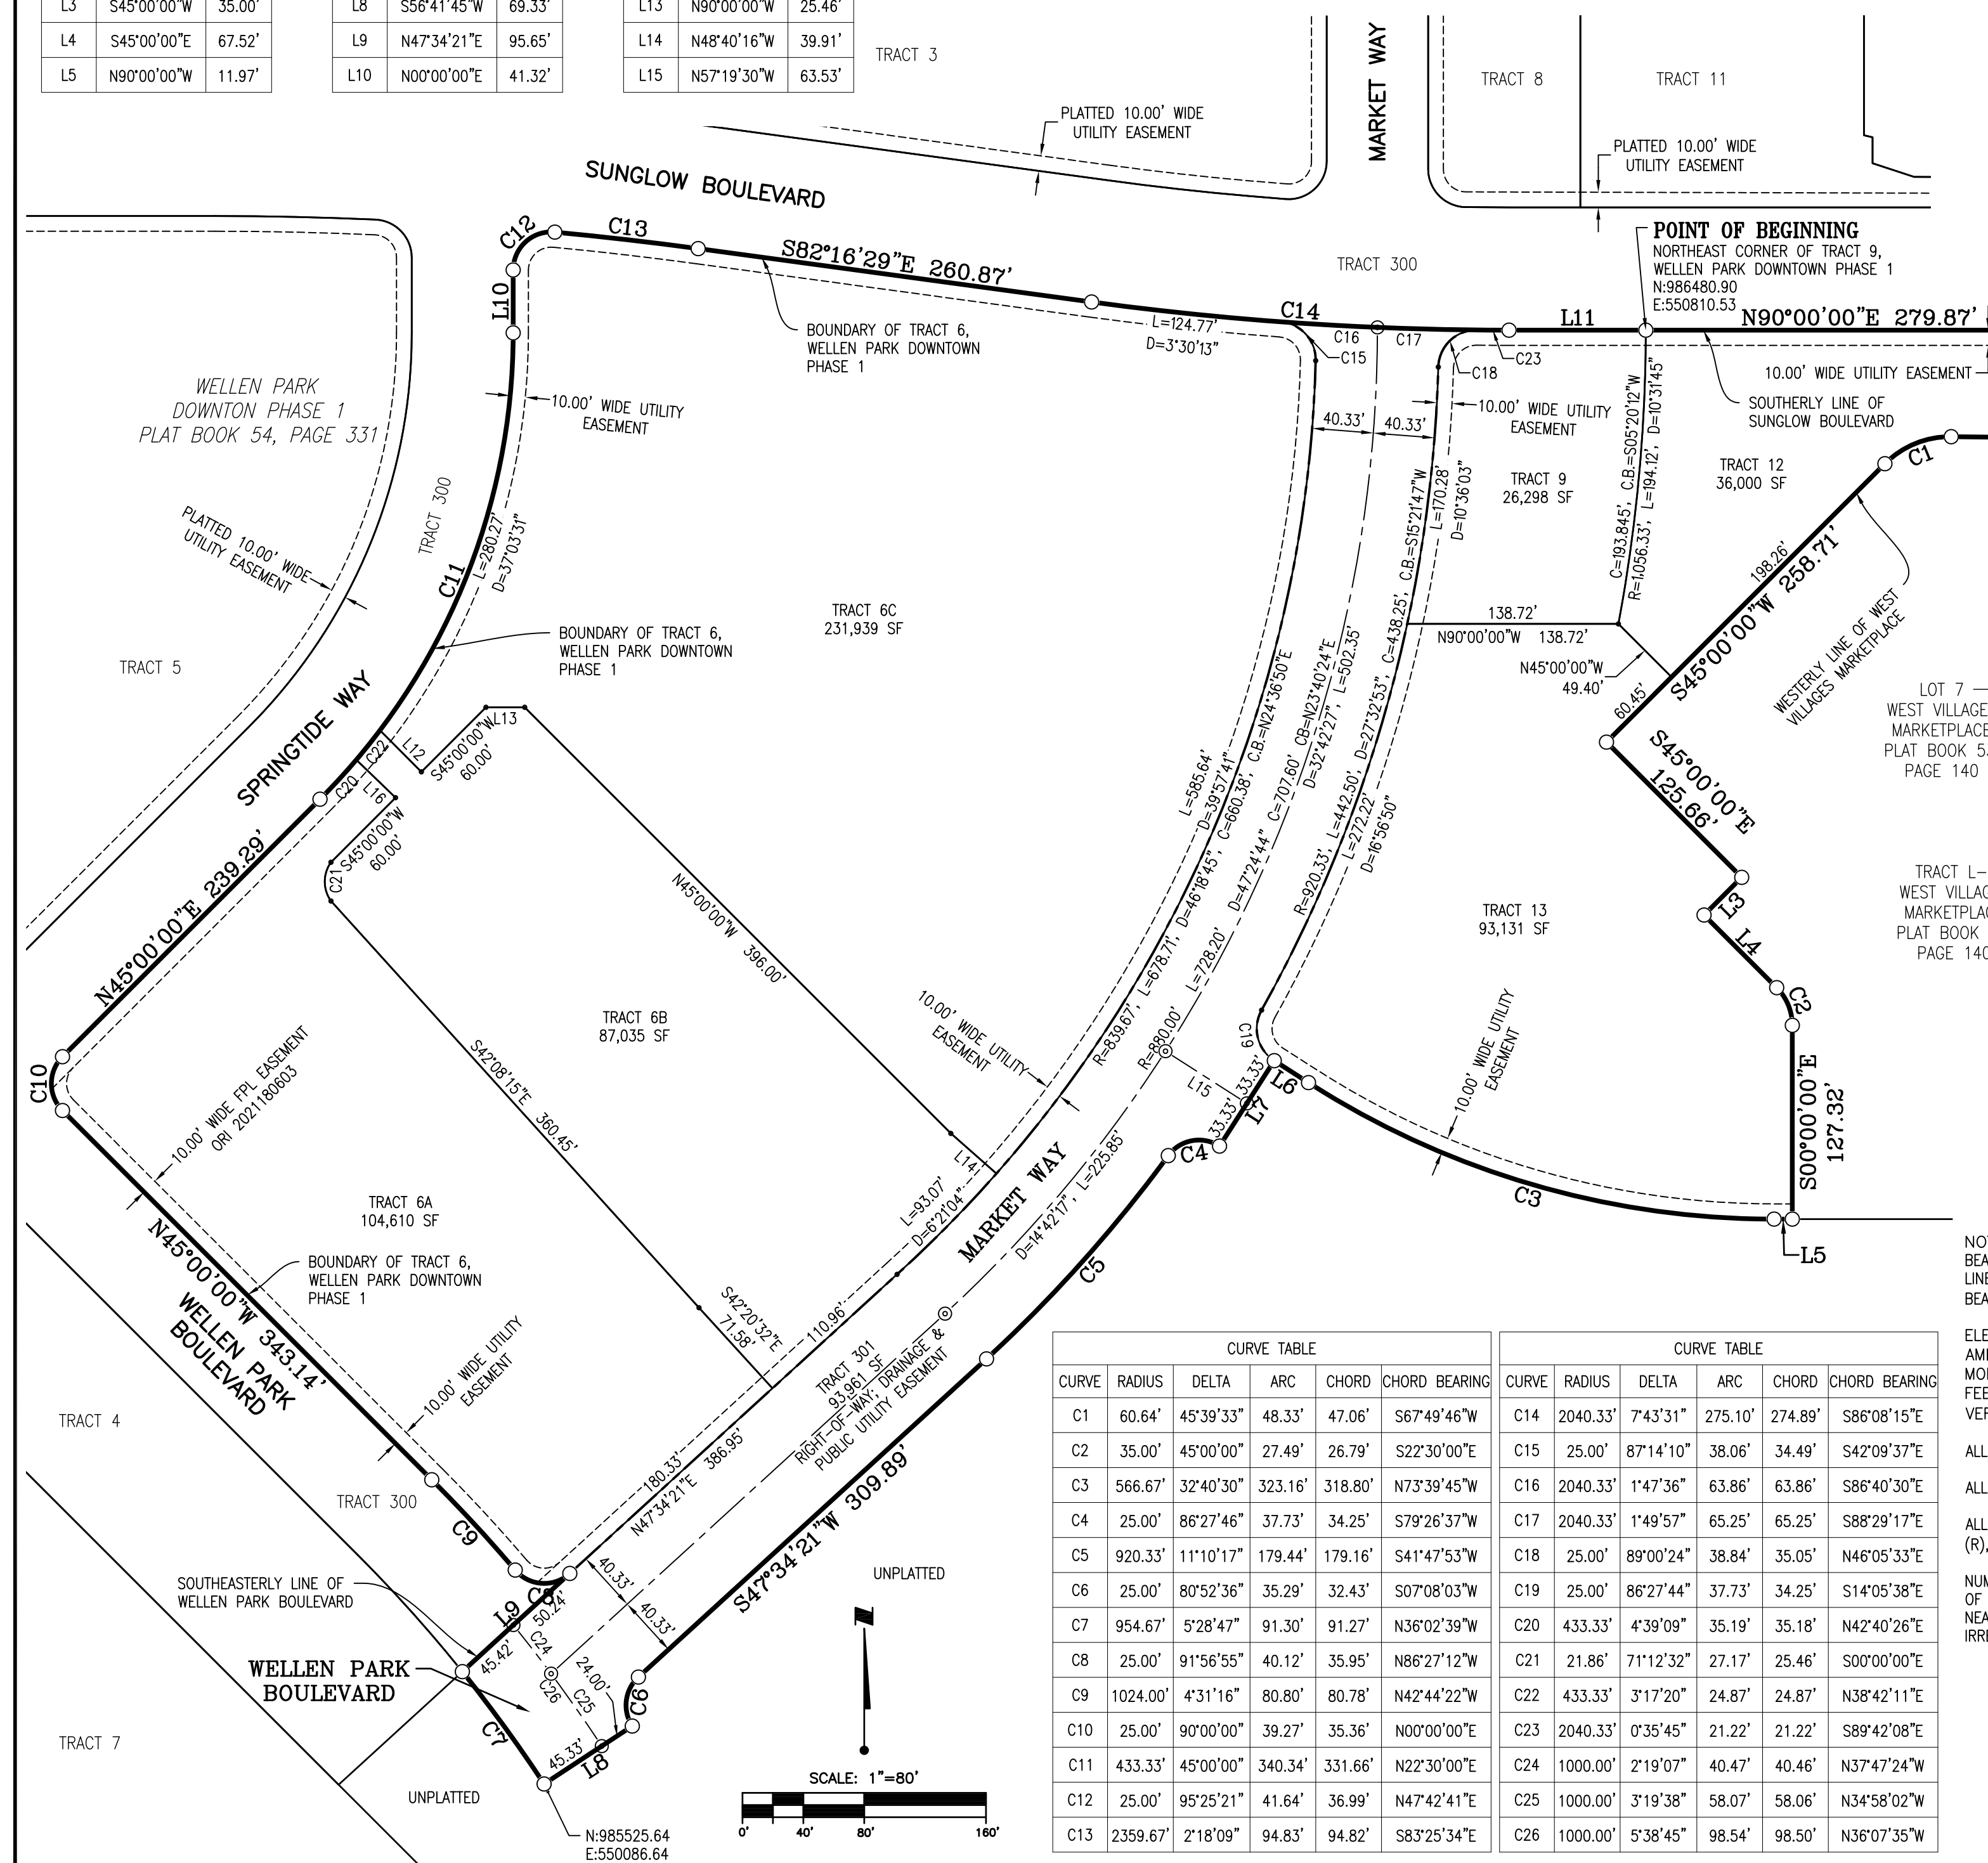 L3 S45°00'00"W 35.00'
L4 S45°00'00"E 67.52'
L5 N90°00'00"W 11.97'
L8 S56°41'45"W 69.33'
L9 N47°34'21"E 95.65'
L10 N00°00'00"E 41.32'
L13 N90°00'00"W 25.46'
L14 N48°40'16"W 39.91'
L15 N57°19'30"W 63.53'
TRACT 3
MARKET WAY
TRACT 8
TRACT 11
PLATTED 10.00' WIDE
UTILITY EASEMENT
PLATTED 10.00' WIDE
UTILITY EASEMENT
SUNGLOW BOULEVARD
C12
C13
S82°16'29"E 260.87'
L10
TRACT 300
POINT OF BEGINNING
NORTHEAST CORNER OF TRACT 9,
WELLEN PARK DOWNTOWN PHASE 1
N:986480.90
E:550810.53
C14
L11
N90°00'00"E 279.87'
L=124.77'
D=3°30'13"
C16
C17
C15
C18
C23
BOUNDARY OF TRACT 6,
WELLEN PARK DOWNTOWN
PHASE 1
10.00' WIDE UTILITY EASEMENT
SOUTHERLY LINE OF
SUNGLOW BOULEVARD
WELLEN PARK
DOWNTON PHASE 1
PLAT BOOK 54, PAGE 331
10.00' WIDE UTILITY
EASEMENT
40.33'
40.33'
10.00' WIDE UTILITY
EASEMENT
C=193.845', C.B.=S05°20'12"W
R=1,056.33', L=194.12', D=10°31'45"
C1
TRACT 9
26,298 SF
TRACT 12
36,000 SF
TRACT 300
PLATTED 10.00' WIDE
UTILITY EASEMENT
C11
L=280.27'
D=37°03'31"
L=170.28'
D=10°36'03"
198.26'
S45°00'00"W 258.71'
WESTERLY LINE OF WEST
VILLAGES MARKETPLACE
TRACT 6C
231,939 SF
138.72'
N90°00'00"W 138.72'
N45°00'00"W
49.40'
60.45'
BOUNDARY OF TRACT 6,
WELLEN PARK DOWNTOWN
PHASE 1
TRACT 5
SPRINGTIDE WAY
L13
L12
C22
C20
L16
S45°00'00"W
60.00'
S45°00'00"W
60.00'
C21
LOT 7
WEST VILLAGE
MARKETPLACE
PLAT BOOK 5
PAGE 140
S45°00'00"E
125.66'
L=585.64'
D=39°57'41"
R=839.67', L=678.71', D=46°18'45", C=660.38', C.B.=N24°36'50"E
R=880.00' L=728.20' D=47°24'44" C=707.60' CB=N23°40'24"E
D=32°42'27", L=502.35'
R=920.33', L=442.50', D=27°32'53", C=438.25', C.B.=S15°21'47"W
L=272.22'
D=16°56'50"
N45°00'00"E 239.29'
N45°00'00"W 396.00'
TRACT 13
93,131 SF
L3
L4
TRACT L-
WEST VILLAG
MARKETPLA
PLAT BOOK
PAGE 140
C2
S00°00'00"E
127.32'
10.00' WIDE UTILITY
EASEMENT
10.00' WIDE UTILITY
EASEMENT
TRACT 6B
87,035 SF
S42°08'15"E 360.45'
C10
10.00' WIDE FPL EASEMENT
ORI 2021180603
C19
L15
33.33'
33.33'
L6
L7
C4
C3
L5
L14
TRACT 6A
104,610 SF
L=93.07'
D=6°21'04"
MARKET WAY
D=14°42'17", L=225.85'
C5
N45°00'00"W 343.14'
WELLEN PARK
BOULEVARD
BOUNDARY OF TRACT 6,
WELLEN PARK DOWNTOWN
PHASE 1
10.00' WIDE UTILITY
EASEMENT
S42°20'32"E
71.58'
110.96'
TRACT 301
93,961 SF
RIGHT-OF-WAY; DRAINAGE &
PUBLIC UTILITY EASEMENT
180.33'
N47°34'21"E 386.95'
S47°34'21"W 309.89'
TRACT 4
TRACT 300
C9
SOUTHEASTERLY LINE OF
WELLEN PARK BOULEVARD
C8
L9
50.24'
45.42'
40.33'
40.33'
UNPLATTED
C24
C26
C25
24.00'
C6
WELLEN PARK
BOULEVARD
C7
45.33'
L8
TRACT 7
UNPLATTED
N:985525.64
E:550086.64
N
SCALE: 1"=80'
0' 40' 80' 160'
CURVE TABLE
CURVE RADIUS DELTA ARC CHORD CHORD BEARING
C1 60.64' 45°39'33" 48.33' 47.06' S67°49'46"W
C2 35.00' 45°00'00" 27.49' 26.79' S22°30'00"E
C3 566.67' 32°40'30" 323.16' 318.80' N73°39'45"W
C4 25.00' 86°27'46" 37.73' 34.25' S79°26'37"W
C5 920.33' 11°10'17" 179.44' 179.16' S41°47'53"W
C6 25.00' 80°52'36" 35.29' 32.43' S07°08'03"W
C7 954.67' 5°28'47" 91.30' 91.27' N36°02'39"W
C8 25.00' 91°56'55" 40.12' 35.95' N86°27'12"W
C9 1024.00' 4°31'16" 80.80' 80.78' N42°44'22"W
C10 25.00' 90°00'00" 39.27' 35.36' N00°00'00"E
C11 433.33' 45°00'00" 340.34' 331.66' N22°30'00"E
C12 25.00' 95°25'21" 41.64' 36.99' N47°42'41"E
C13 2359.67' 2°18'09" 94.83' 94.82' S83°25'34"E
CURVE TABLE
CURVE RADIUS DELTA ARC CHORD CHORD BEARING
C14 2040.33' 7°43'31" 275.10' 274.89' S86°08'15"E
C15 25.00' 87°14'10" 38.06' 34.49' S42°09'37"E
C16 2040.33' 1°47'36" 63.86' 63.86' S86°40'30"E
C17 2040.33' 1°49'57" 65.25' 65.25' S88°29'17"E
C18 25.00' 89°00'24" 38.84' 35.05' N46°05'33"E
C19 25.00' 86°27'44" 37.73' 34.25' S14°05'38"E
C20 433.33' 4°39'09" 35.19' 35.18' N42°40'26"E
C21 21.86' 71°12'32" 27.17' 25.46' S00°00'00"E
C22 433.33' 3°17'20" 24.87' 24.87' N38°42'11"E
C23 2040.33' 0°35'45" 21.22' 21.22' S89°42'08"E
C24 1000.00' 2°19'07" 40.47' 40.46' N37°47'24"W
C25 1000.00' 3°19'38" 58.07' 58.06' N34°58'02"W
C26 1000.00' 5°38'45" 98.54' 98.50' N36°07'35"W
NO
BEA
LINE
BEA
ELE
AM
MO
FEE
VE
ALL
ALL
ALL
(R),
NUM
OF
NEA
IRR